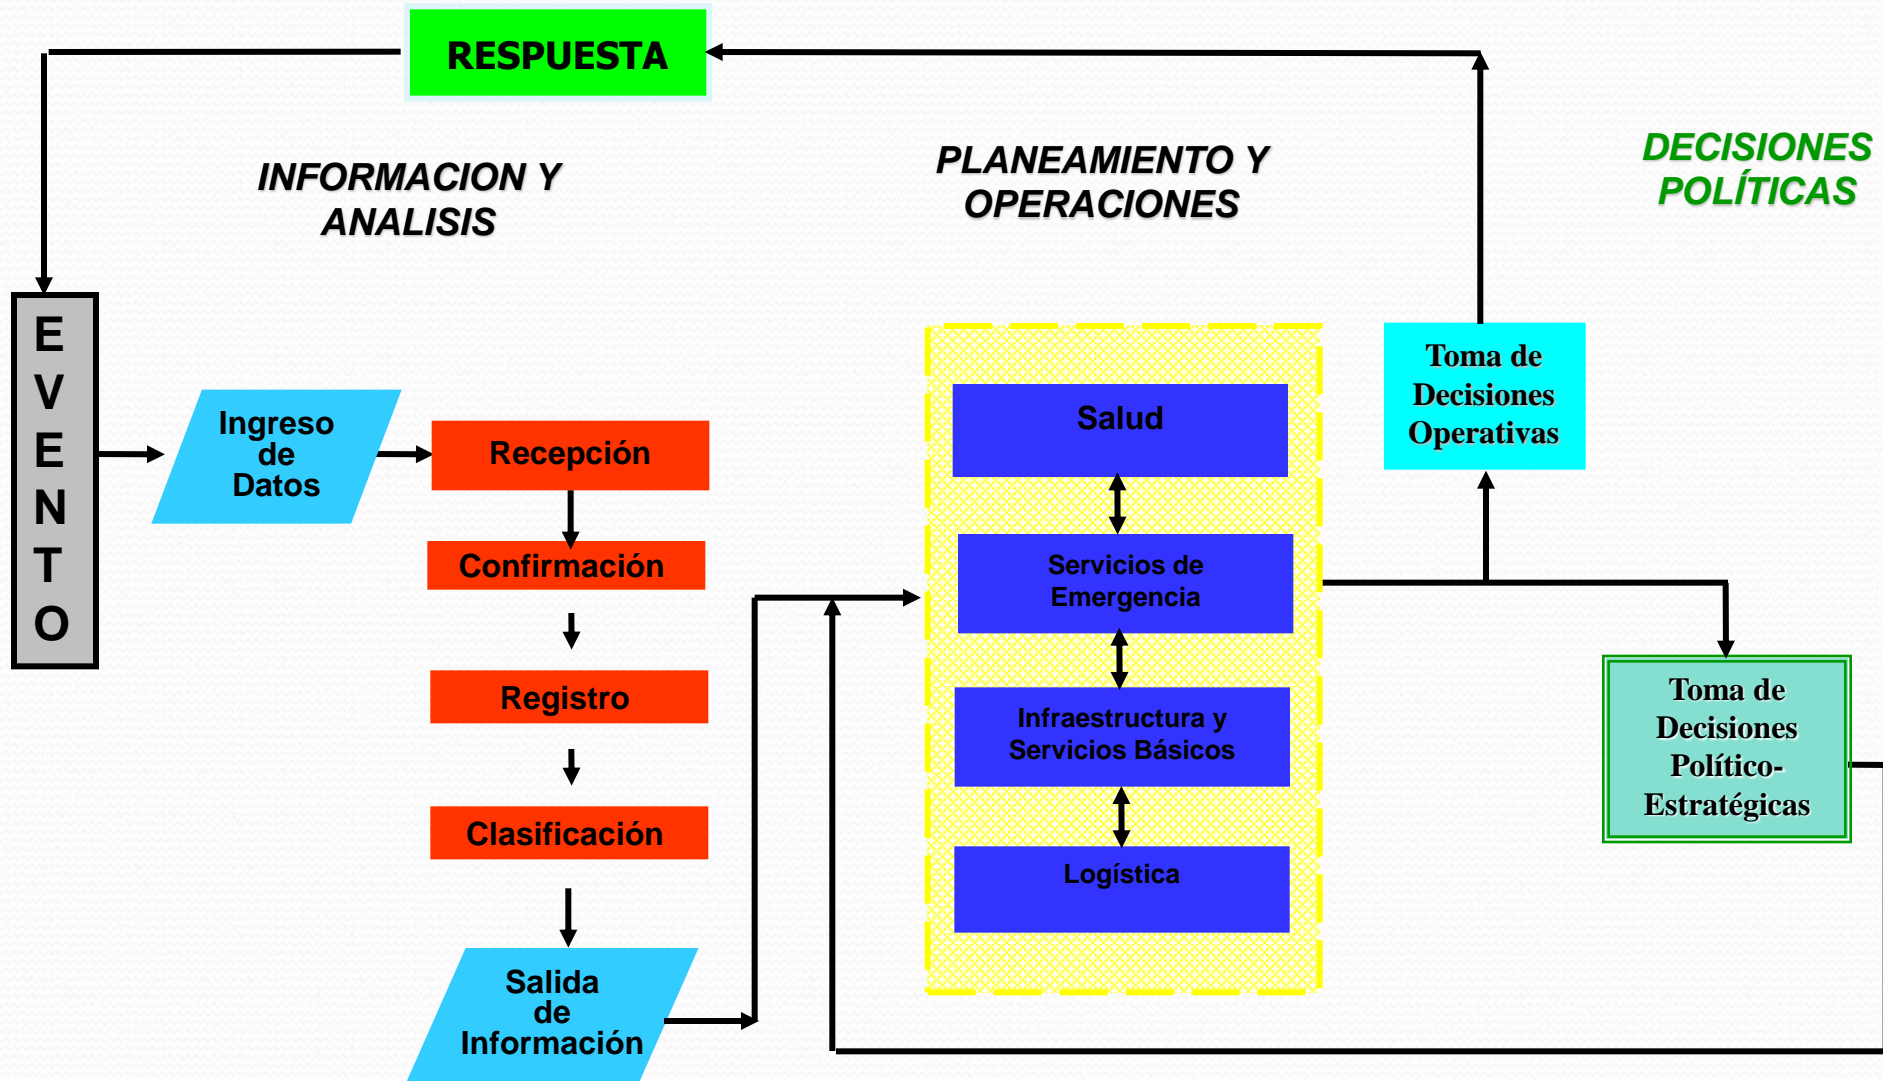 RESPUESTA
INFORMACION Y
ANALISIS
PLANEAMIENTO Y
OPERACIONES
DECISIONES
POLÍTICAS
E
V
E
N
T
O
Ingreso
de
Datos
Recepción
Confirmación
Registro
Clasificación
Salida
de
Información
Salud
Servicios de
Emergencia
Infraestructura y
Servicios Básicos
Logística
Toma de
Decisiones
Operativas
Toma de
Decisiones
Político-
Estratégicas